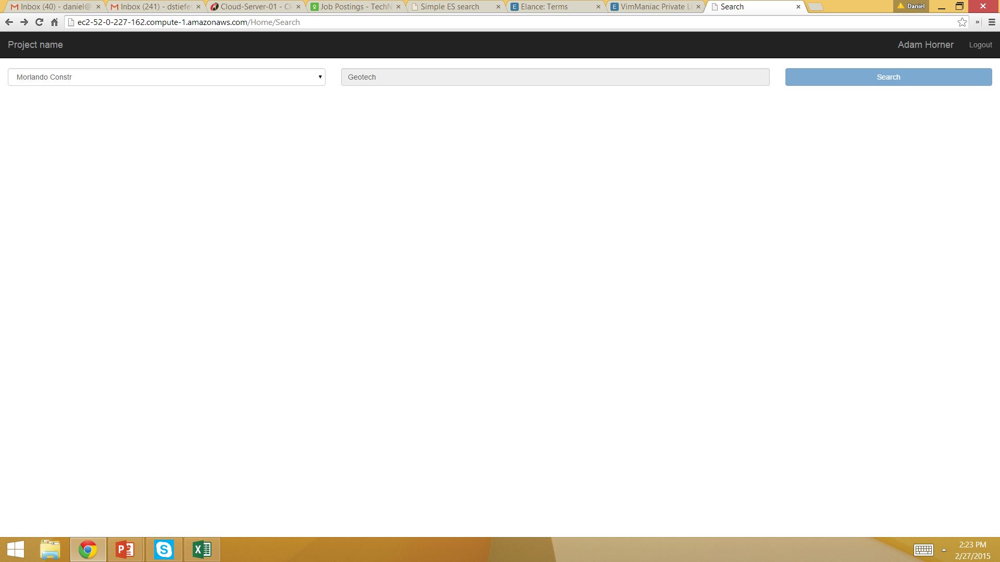 Inbox (40) - daniel@
Inbox (241) - dstiefe
Cloud-Server-01 - Cl
Job Postings - TechN
Simple ES search
Elance: Terms
VimManiac Private Li
Search
Daniel
ec2-52-0-227-162.compute-1.amazonaws.com/Home/Search
Project name
Adam Horner
Logout
Morlando Constr
Geotech
Search
2:23 PM
2/27/2015